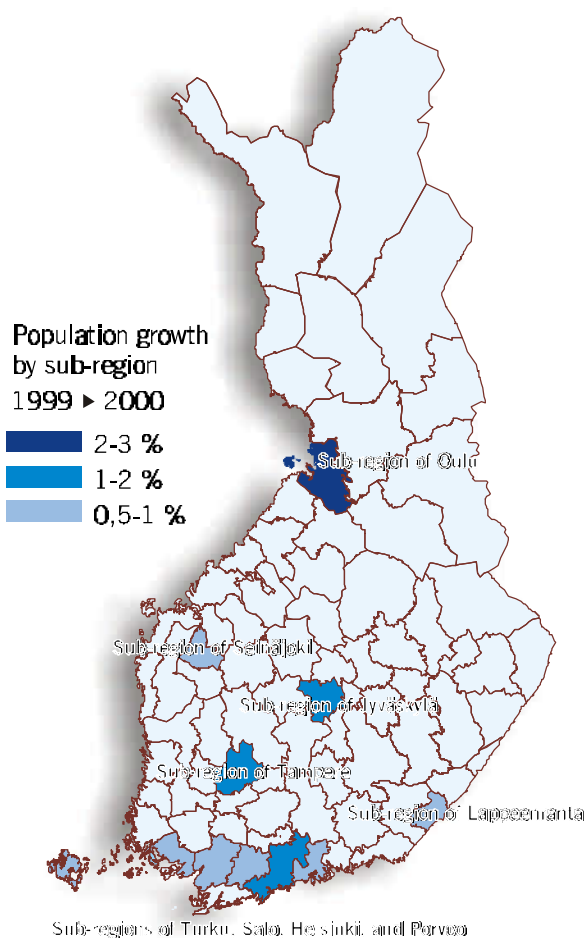 Population growth
by sub-region
1999 ▸ 2000
2-3 %
1-2 %
0,5-1 %
Sub-region of Oulu
Sub-region of Seinäjoki
Sub-region of Jyväskylä
Sub-region of Tampere
Sub-region of Lappeenranta
Sub-regions of Turku, Salo, Helsinki, and Porvoo